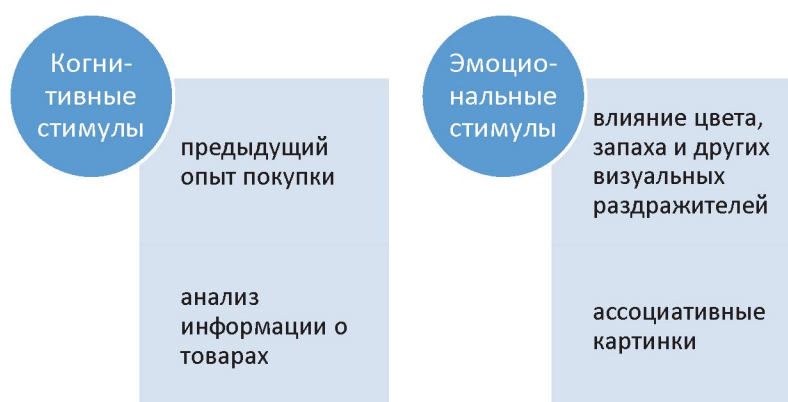 Когни-
тивные
стимулы
предыдущий
опыт покупки
анализ
информации о
товарах
Эмоцио-
нальные
стимулы
влияние цвета,
запаха и других
визуальных
раздражителей
ассоциативные
картинки